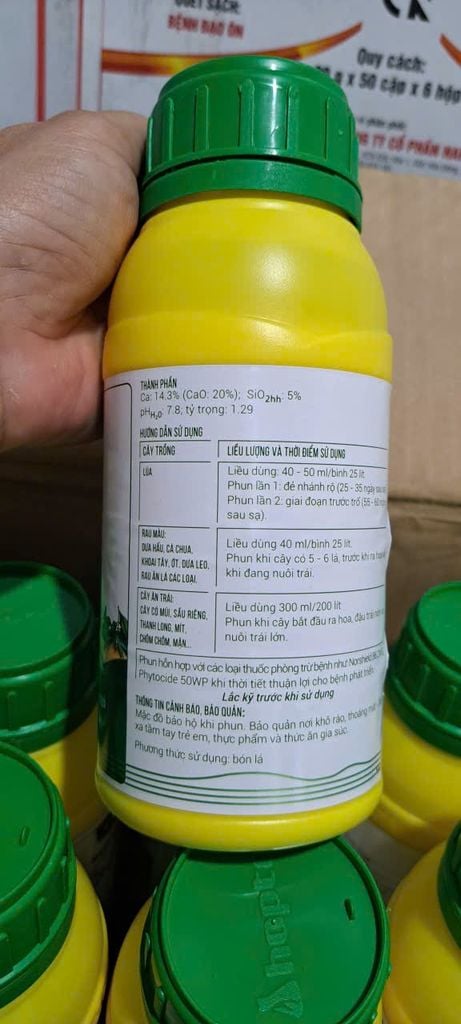 QUÉT SẠCH:
BỆNH ĐẠO ÔN
Quy cách:
g x 50 cặp x 6 hộp
TY CỔ PHẦN
THÀNH PHẦN
Ca: 14.3% (CaO: 20%); SiO2hh: 5%
pHH2O: 7.8, tỷ trọng: 1.29
HƯỚNG DẪN SỬ DỤNG
CÂY TRỒNG
LIỀU LƯỢNG VÀ THỜI ĐIỂM SỬ DỤNG
LÚA
Liều dùng: 40 - 50 ml/bình 25 lít.
Phun lần 1: đẻ nhánh rộ (25 - 35 ngày sau
Phun lần 2: giai đoạn trước trổ (55 - 60
sau sạ).
RAU MÀU:
DƯA HẤU, CÀ CHUA,
KHOAI TÂY, ỚT, DƯA LEO,
RAU ĂN LÁ CÁC LOẠI.
Liều dùng 40 ml/bình 25 lít.
Phun khi cây có 5 - 6 lá, trước khi ra
khi đang nuôi trái.
CÂY ĂN TRÁI:
CÂY CÓ MÚI, SẦU RIÊNG,
THANH LONG, MÍT,
CHÔM CHÔM, MẬN...
Liều dùng 300 ml/200 lít
Phun khi cây bắt đầu ra hoa, đậu trái
nuôi trái lớn.
Phun hỗn hợp với các loại thuốc phòng trừ bệnh như Norshield
Phytocide 50WP khi thời tiết thuận lợi cho bệnh phát triển.
Lắc kỹ trước khi sử dụng
THÔNG TIN CẢNH BÁO, BẢO QUẢN:
Mặc đồ bảo hộ khi phun. Bảo quản nơi khô ráo, thoáng mát
xa tầm tay trẻ em, thực phẩm và thức ăn gia súc.
Phương thức sử dụng: bón lá